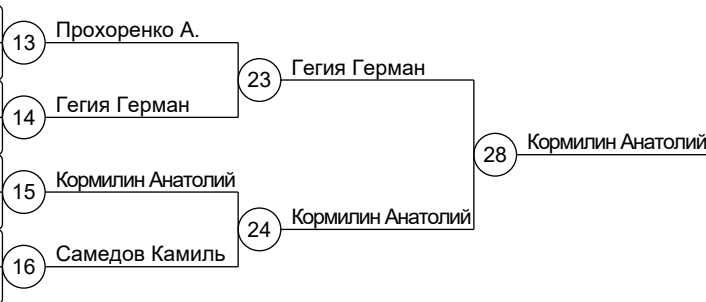 13 Прохоренко А.
23 Гегия Герман
14 Гегия Герман
28 Кормилин Анатолий
15 Кормилин Анатолий
24 Кормилин Анатолий
16 Самедов Камиль